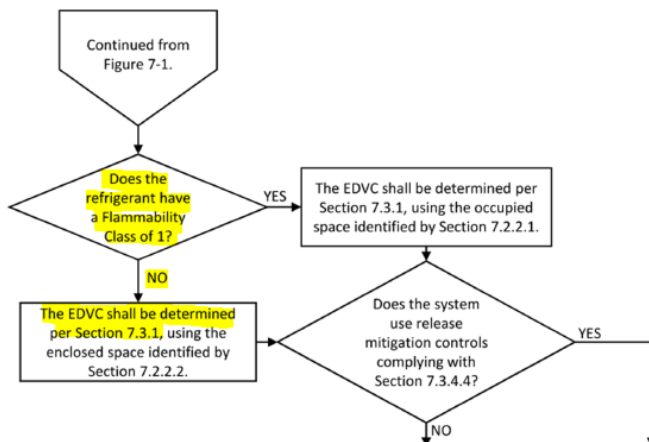 Continued from
Figure 7-1.
Does the
refrigerant have
a Flammability
Class of 1?
YES
The EDVC shall be determined per
Section 7.3.1, using the occupied
space identified by Section 7.2.2.1.
NO
The EDVC shall be determined
per Section 7.3.1, using the
enclosed space identified by
Section 7.2.2.2.
Does the system
use release
mitigation controls
complying with
Section 7.3.4.4?
YES
NO